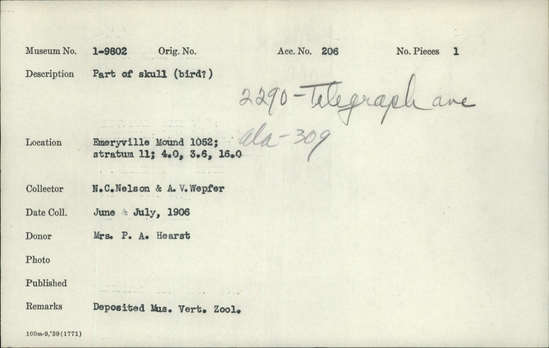 Museum No. 1-9802 Orig. No. Acc. No. 206 No. Pieces 1
Description Part of skull (bird?)
2290-Telegraph ave
Ala-309
Location Emeryville Mound 1052;
stratum 11; 4.0, 3.6, 16.0
Collector N.C.Nelson & A.V.Wepfer
Date Coll. June & July, 1906
Donor Mrs. P. A. Hearst
Photo
Published
Remarks Deposited Mus. Vert. Zool.
100m-9,'39(1771)